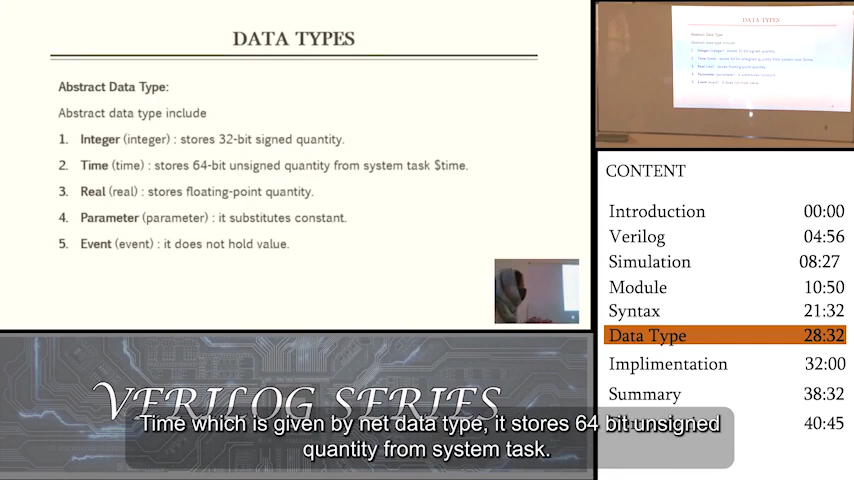 DATA TYPES
Abstract Data Type:
Abstract data type include
1. Integer (integer) : stores 32-bit signed quantity.
2. Time (time) : stores 64-bit unsigned quantity from system task $time.
3. Real (real) : stores floating-point quantity.
4. Parameter (parameter) : it substitutes constant.
5. Event (event) : it does not hold value.
DATA TYPES
CONTENT
Introduction 00:00
Verilog 04:56
Simulation 08:27
Module 10:50
Syntax 21:32
Data Type 28:32
Implimentation 32:00
Summary 38:32
40:45
VERILOG SERIES
Time which is given by net data type, it stores 64 bit unsigned
quantity from system task.